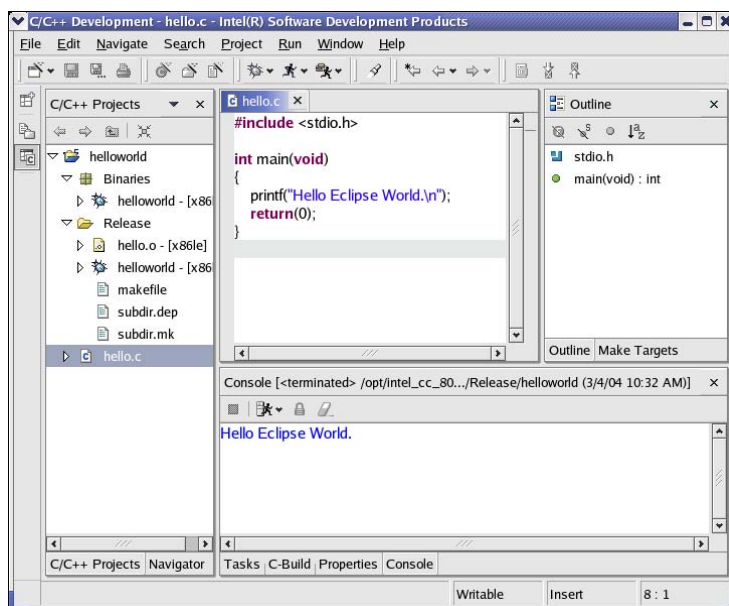 C/C++ Development - hello.c - Intel(R) Software Development Products
File Edit Navigate Search Project Run Window Help
C/C++ Projects
helloworld
Binaries
helloworld - [x86
Release
hello.o - [x86le]
helloworld - [x86
makefile
subdir.dep
subdir.mk
hello.c
C/C++ Projects Navigator
hello.c
#include <stdio.h>
int main(void)
{
printf("Hello Eclipse World.\n");
return(0);
}
Outline
stdio.h
main(void) : int
Outline Make Targets
Console [<terminated> /opt/intel_cc_80.../Release/helloworld (3/4/04 10:32 AM)]
Hello Eclipse World.
Tasks C-Build Properties Console
Writable Insert 8 : 1